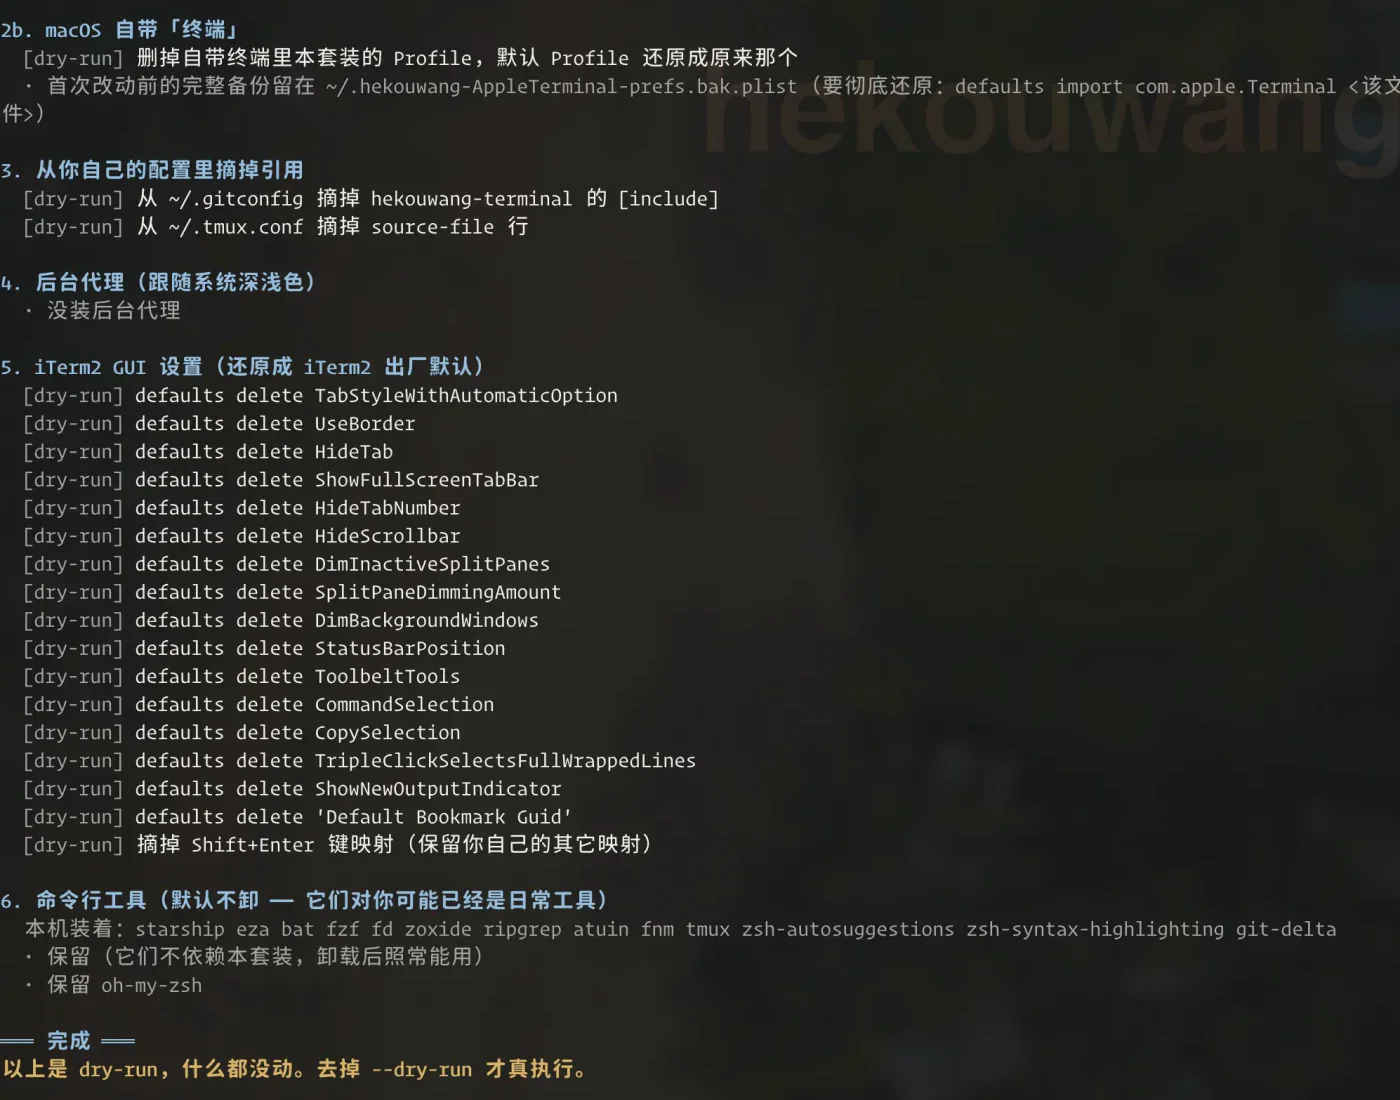 2b. macOS 自带「终端」
[dry-run] 删掉自带终端里本套装的 Profile，默认 Profile 还原成原来那个
· 首次改动前的完整备份留在 ~/.hekouwang-AppleTerminal-prefs.bak.plist（要彻底还原：defaults import com.apple.Terminal <该文
件>）
hekouwang
3. 从你自己的配置里摘掉引用
[dry-run] 从 ~/.gitconfig 摘掉 hekouwang-terminal 的 [include]
[dry-run] 从 ~/.tmux.conf 摘掉 source-file 行
4. 后台代理（跟随系统深浅色）
· 没装后台代理
5. iTerm2 GUI 设置（还原成 iTerm2 出厂默认）
[dry-run] defaults delete TabStyleWithAutomaticOption
[dry-run] defaults delete UseBorder
[dry-run] defaults delete HideTab
[dry-run] defaults delete ShowFullScreenTabBar
[dry-run] defaults delete HideTabNumber
[dry-run] defaults delete HideScrollbar
[dry-run] defaults delete DimInactiveSplitPanes
[dry-run] defaults delete SplitPaneDimmingAmount
[dry-run] defaults delete DimBackgroundWindows
[dry-run] defaults delete StatusBarPosition
[dry-run] defaults delete ToolbeltTools
[dry-run] defaults delete CommandSelection
[dry-run] defaults delete CopySelection
[dry-run] defaults delete TripleClickSelectsFullWrappedLines
[dry-run] defaults delete ShowNewOutputIndicator
[dry-run] defaults delete 'Default Bookmark Guid'
[dry-run] 摘掉 Shift+Enter 键映射（保留你自己的其它映射）
6. 命令行工具（默认不卸 —— 它们对你可能已经是日常工具）
本机装着：starship eza bat fzf fd zoxide ripgrep atuin fnm tmux zsh-autosuggestions zsh-syntax-highlighting git-delta
· 保留（它们不依赖本套装，卸载后照常能用）
· 保留 oh-my-zsh
═══ 完成 ═══
以上是 dry-run，什么都没动。去掉 --dry-run 才真执行。